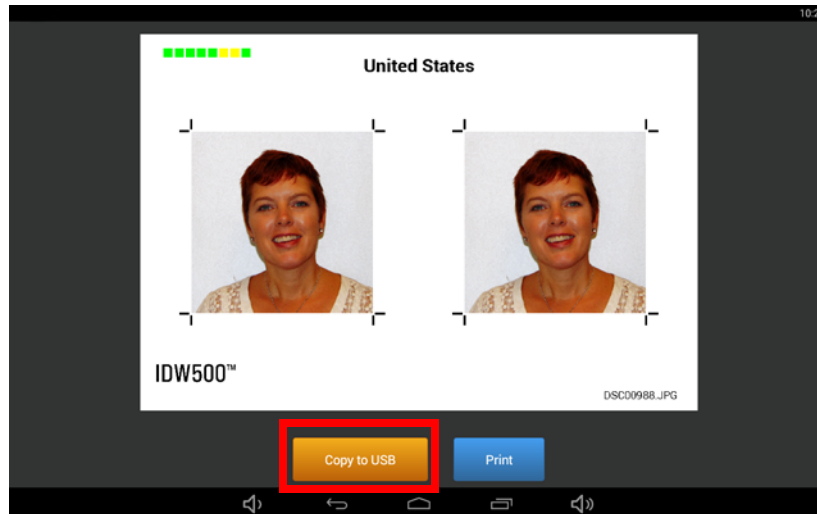 10:2
United States
IDW500™
DSC00988.JPG
Copy to USB
Print